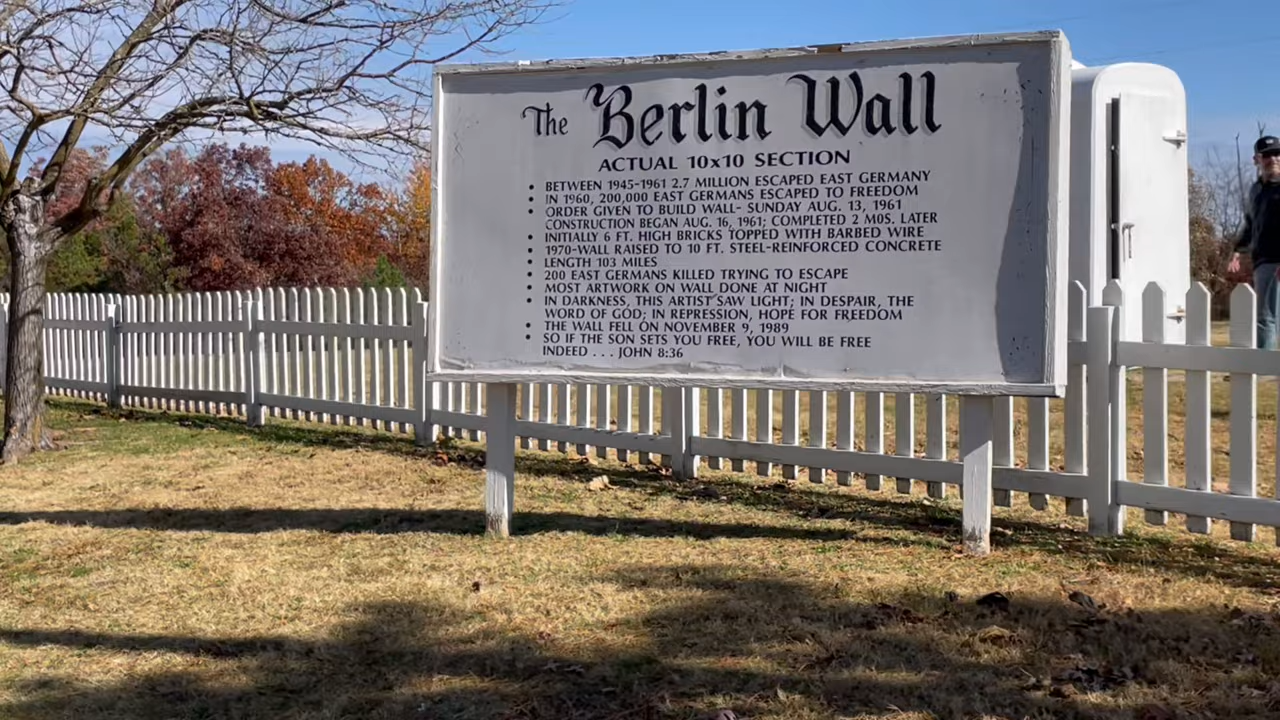 The Berlin Wall
ACTUAL 10x10 SECTION
• BETWEEN 1945-1961 2.7 MILLION ESCAPED EAST GERMANY
• IN 1960, 200,000 EAST GERMANS ESCAPED TO FREEDOM
• ORDER GIVEN TO BUILD WALL- SUNDAY AUG. 13, 1961
CONSTRUCTION BEGAN AUG. 16, 1961; COMPLETED 2 MOS. LATER
• INITIALLY 6 FT. HIGH BRICKS TOPPED WITH BARBED WIRE
• 1970-WALL RAISED TO 10 FT. STEEL-REINFORCED CONCRETE
• LENGTH 103 MILES
• 200 EAST GERMANS KILLED TRYING TO ESCAPE
• MOST ARTWORK ON WALL DONE AT NIGHT
• IN DARKNESS, THIS ARTIST SAW LIGHT; IN DESPAIR, THE
WORD OF GOD; IN REPRESSION, HOPE FOR FREEDOM
• THE WALL FELL ON NOVEMBER 9, 1989
• SO IF THE SON SETS YOU FREE, YOU WILL BE FREE
INDEED . . . JOHN 8:36